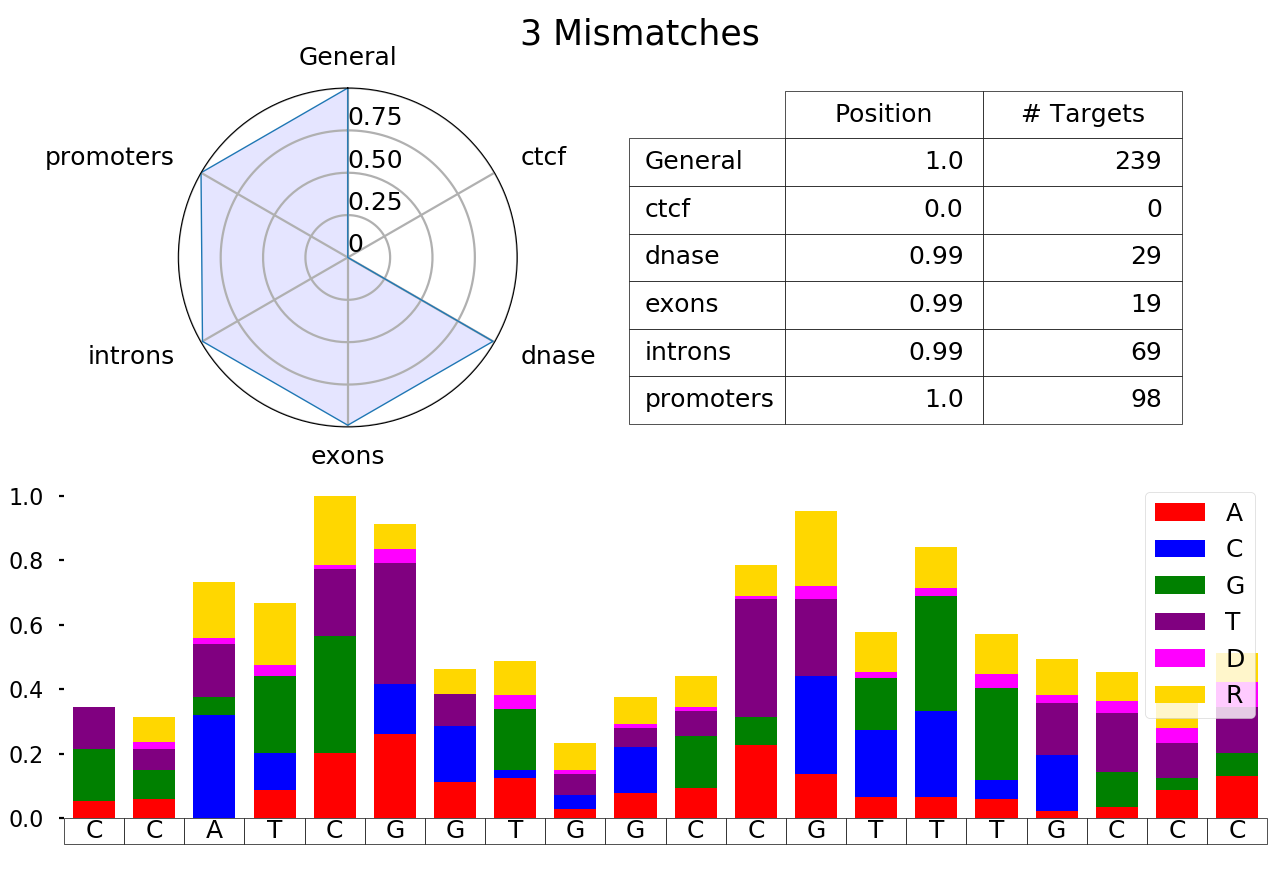 3 Mismatches
General
0.75
promoters
ctcf
0.50
0.25
0
introns
dnase
exons
Position # Targets
General 1.0 239
ctcf 0.0 0
dnase 0.99 29
exons 0.99 19
introns 0.99 69
promoters 1.0 98
1.0
0.8
0.6
0.4
0.2
0.0
A
C
G
T
D
R
C C A T C G G T G G C C G T T T G C C C